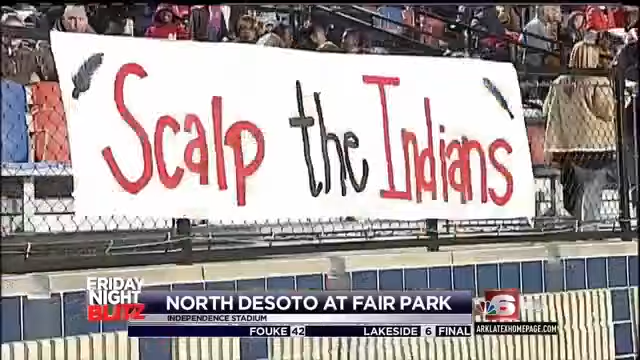 Scalp the Indians
FRIDAY
NIGHT
BLITZ
NORTH DESOTO AT FAIR PARK
INDEPENDENCE STADIUM
6
FOUKE 42
LAKESIDE 6 FINAL
ARKLATEXHOMEPAGE.COM